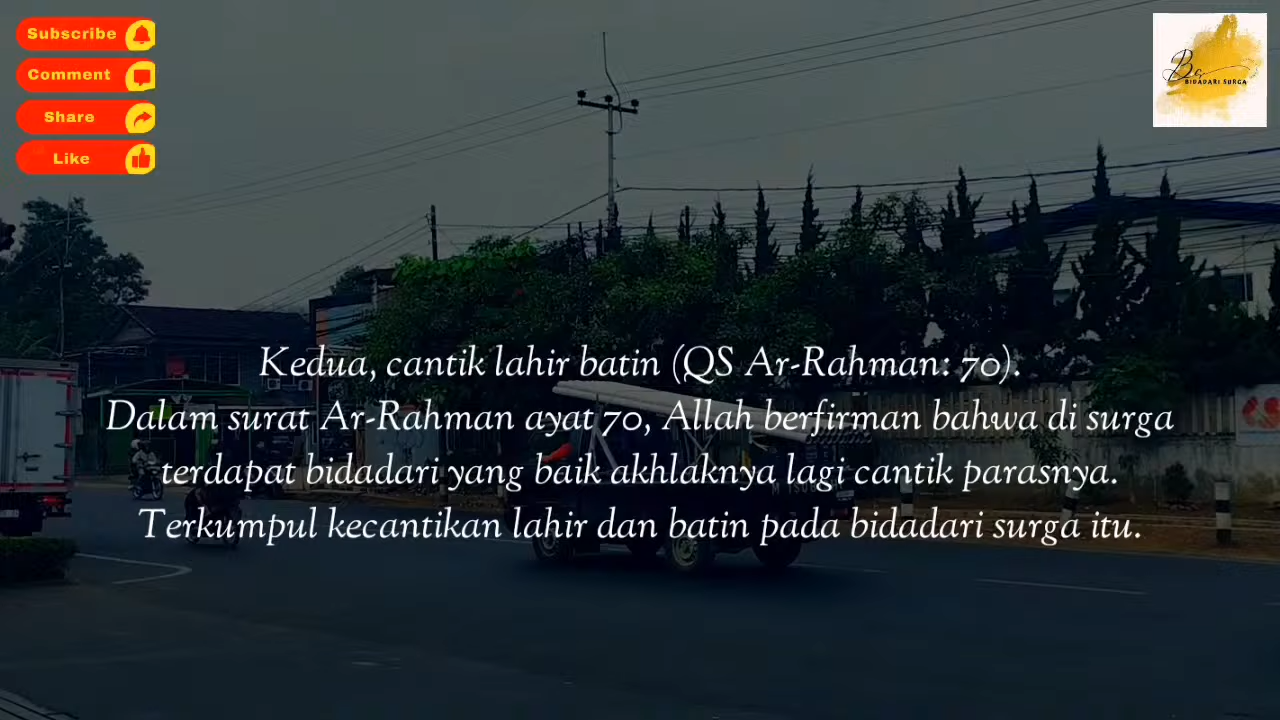 Subscribe
Comment
Share
Like
BIDADARI SURGA
Kedua, cantik lahir batin (QS Ar-Rahman: 70).
Dalam surat Ar-Rahman ayat 70, Allah berfirman bahwa di surga
terdapat bidadari yang baik akhlaknya lagi cantik parasnya.
Terkumpul kecantikan lahir dan batin pada bidadari surga itu.